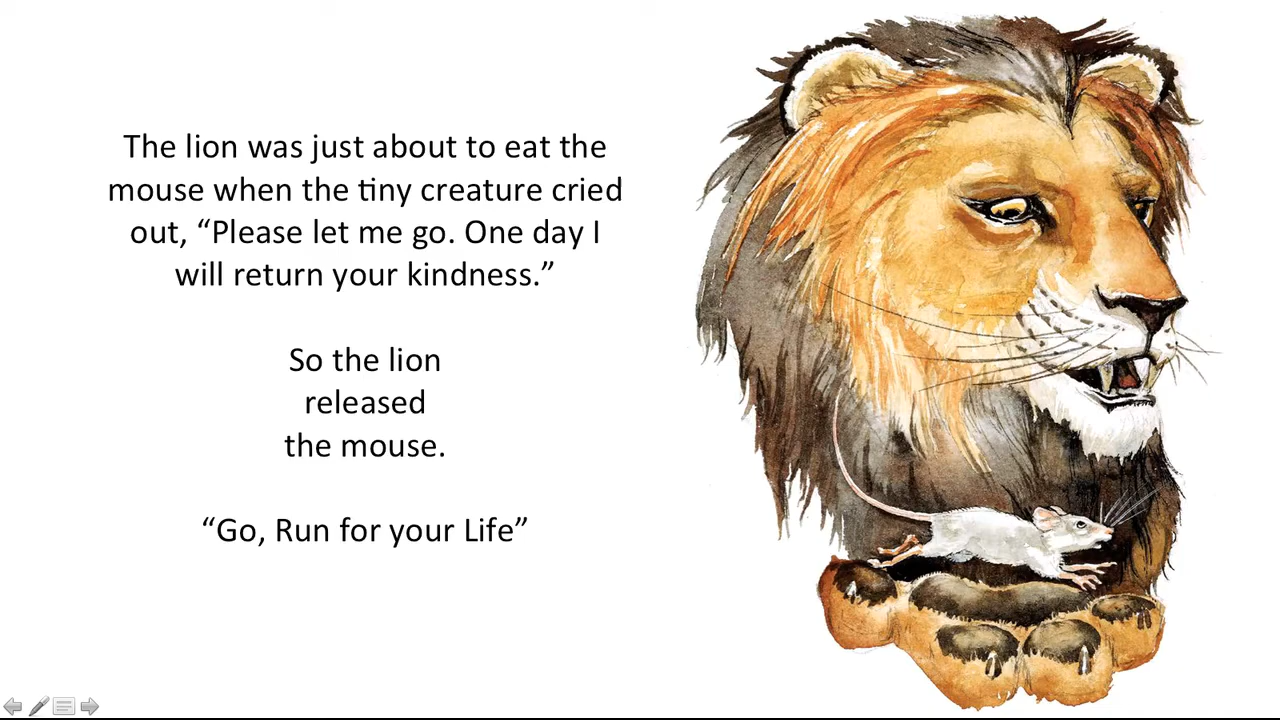 The lion was just about to eat the
mouse when the tiny creature cried
out, “Please let me go. One day I
will return your kindness.”
So the lion
released
the mouse.
“Go, Run for your Life”